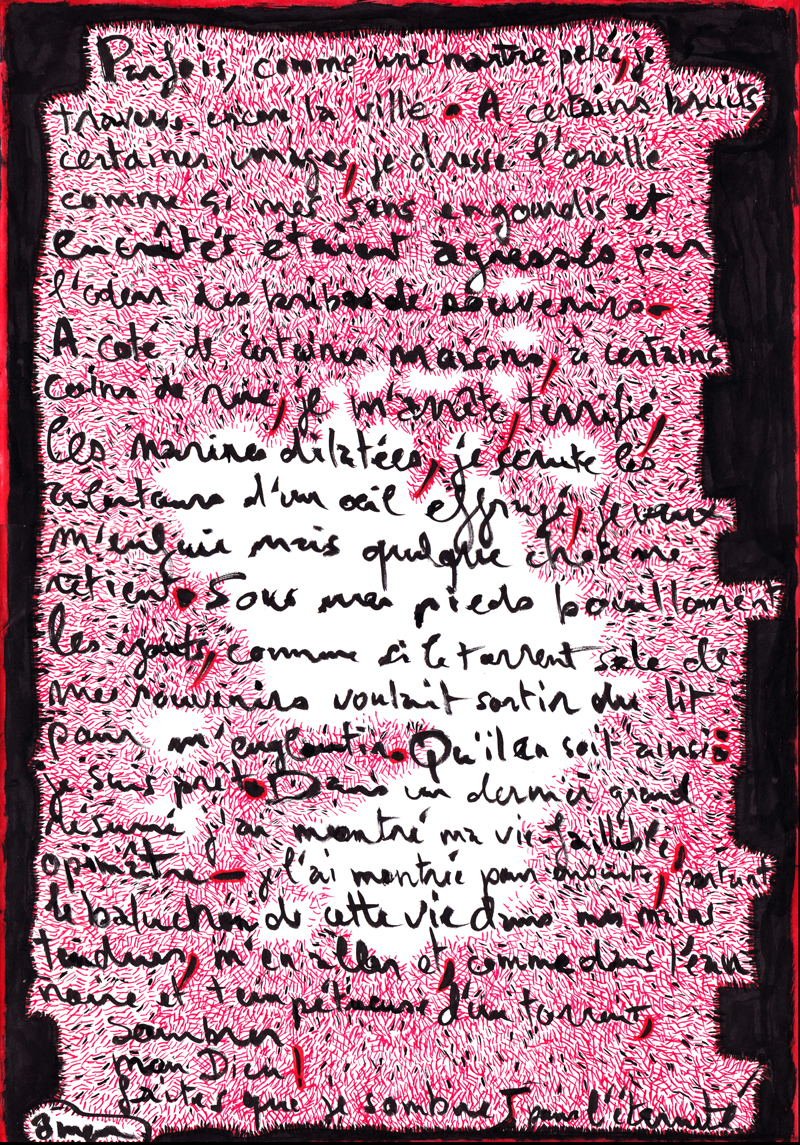 Parfois, comme une martre pelée, je
traverse encore la ville. A certains bruits
certaines images, je dresse l'oreille
comme si mes sens engourdis et
encroûtés étaient agressés par
l'odeur des bribes de souvenirs.
A coté de certaines maisons, à certains
coins de rue, je m'arrête, terrifié,
les narines dilatées, je scrute les
alentours d'un œil effrayé, je veux
m'enfuir mais quelque chose me
retient. Sous mes pieds bouillonnent
les égouts, comme si le torrent sale de
mes souvenirs voulait sortir du lit
pour m'engloutir. Qu'il en soit ainsi :
je suis prêt. Dans un dernier grand
résumé j'ai montré ma vie faillible,
opiniâtre - je l'ai montrée pour ensuite, portant
le baluchon de cette vie dans mes mains
tendues, m'en aller et, comme dans l'eau
noire et tempétueuse d'un torrent,
sombrer
mon Dieu !
faites que je sombre pour l'éternité